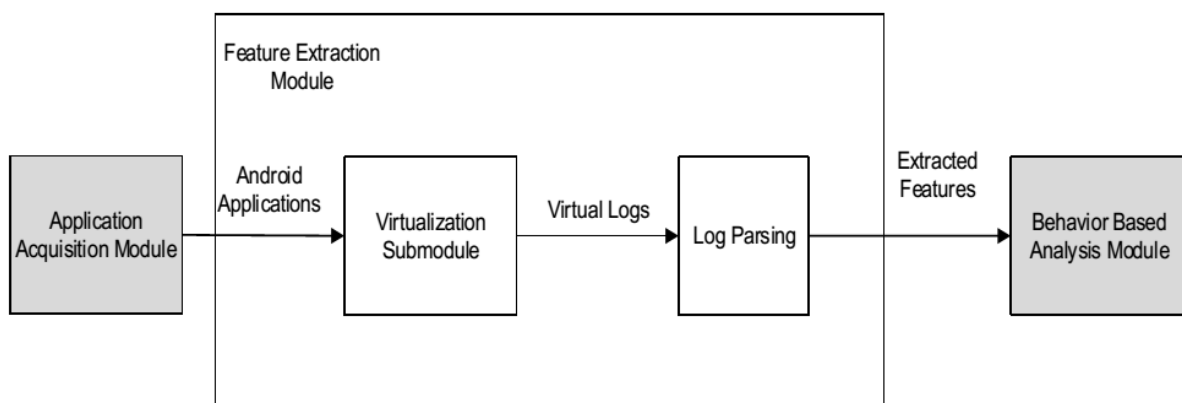 Feature Extraction
Module
Application
Acquisition Module
Android
Applications
Virtualization
Submodule
Virtual Logs
Log Parsing
Extracted
Features
Behavior Based
Analysis Module